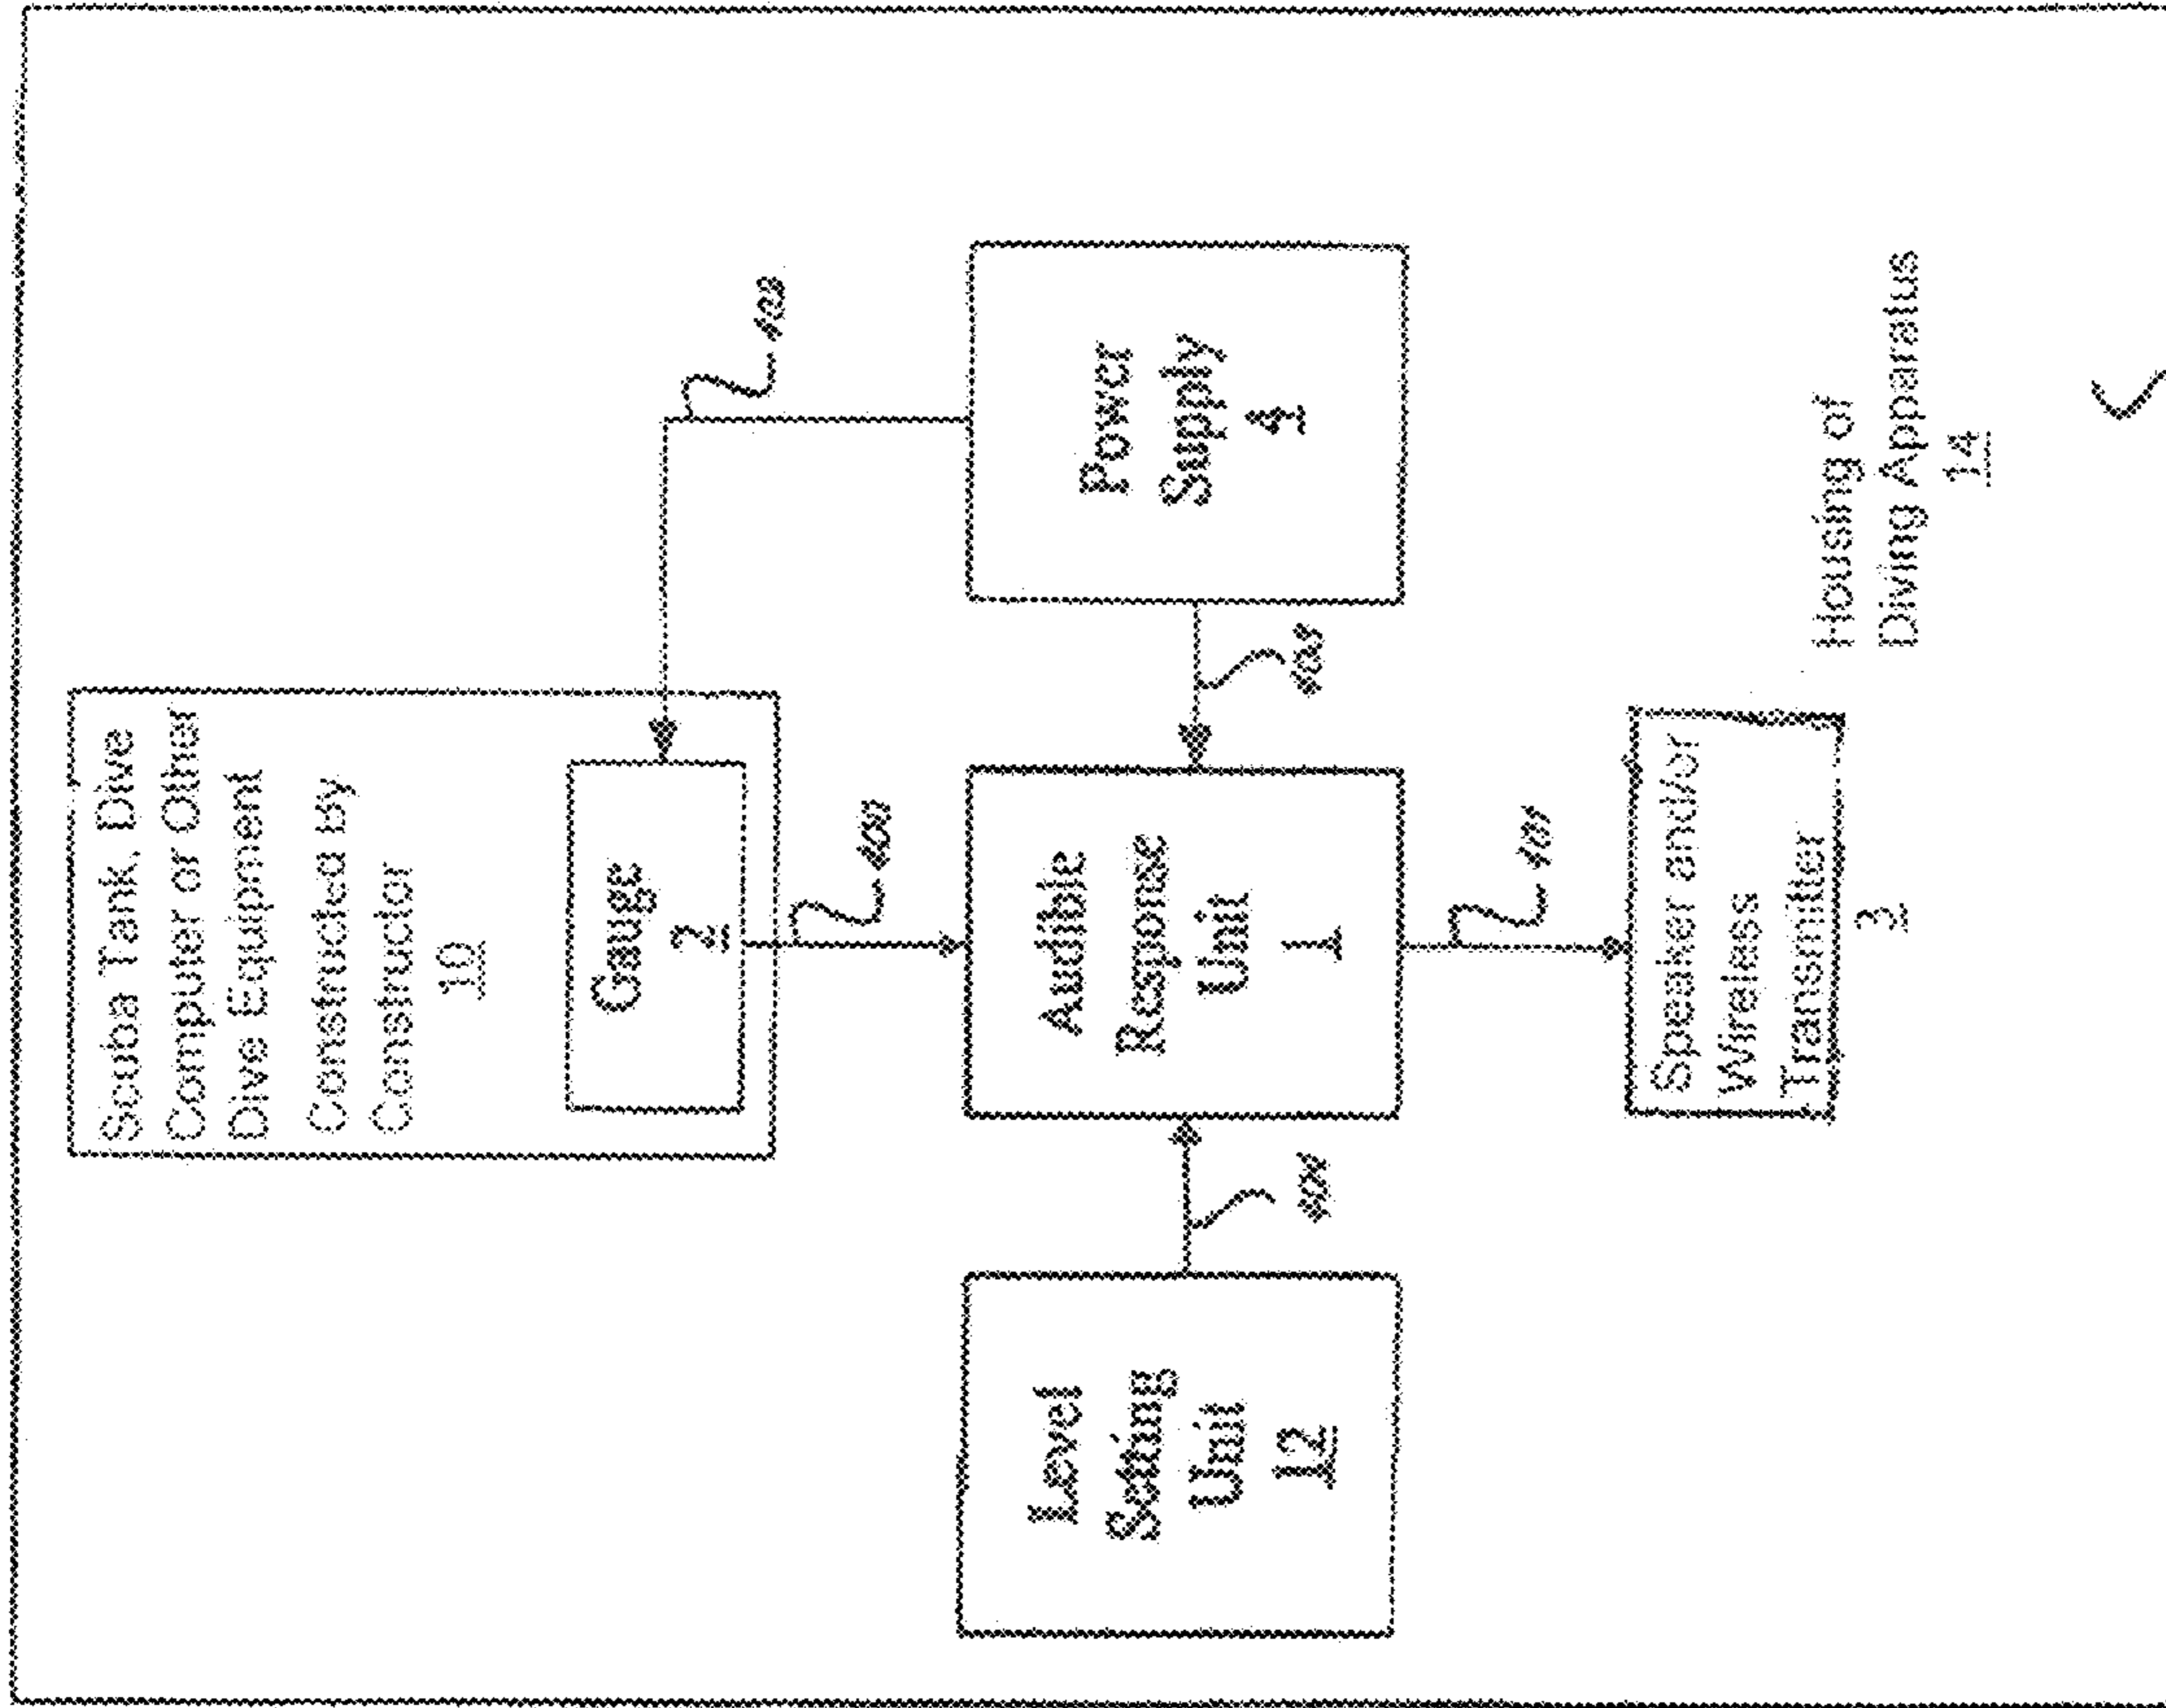 Scuba Tank, Dive
Computer or Other
Dive Equipment
Constructed by
Constructor
10
Gauge
2
Level
Setting
Unit
12
Audible
Response
Unit
1
Power
Supply
4
Speaker and/or
Wireless
Transmitter
3
Housing of
Diving Apparatus
14